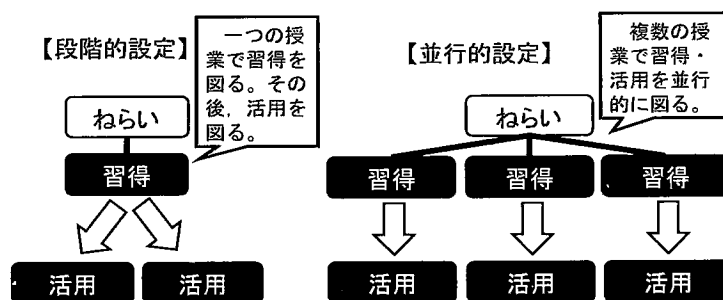 【段階的設定】
一つの授
業で習得を
図る。その
後，活用を
図る。
ねらい
習得
活用
活用
【並行的設定】
複数の授
業で習得・
活用を並行
的に図る。
ねらい
習得
習得
習得
活用
活用
活用